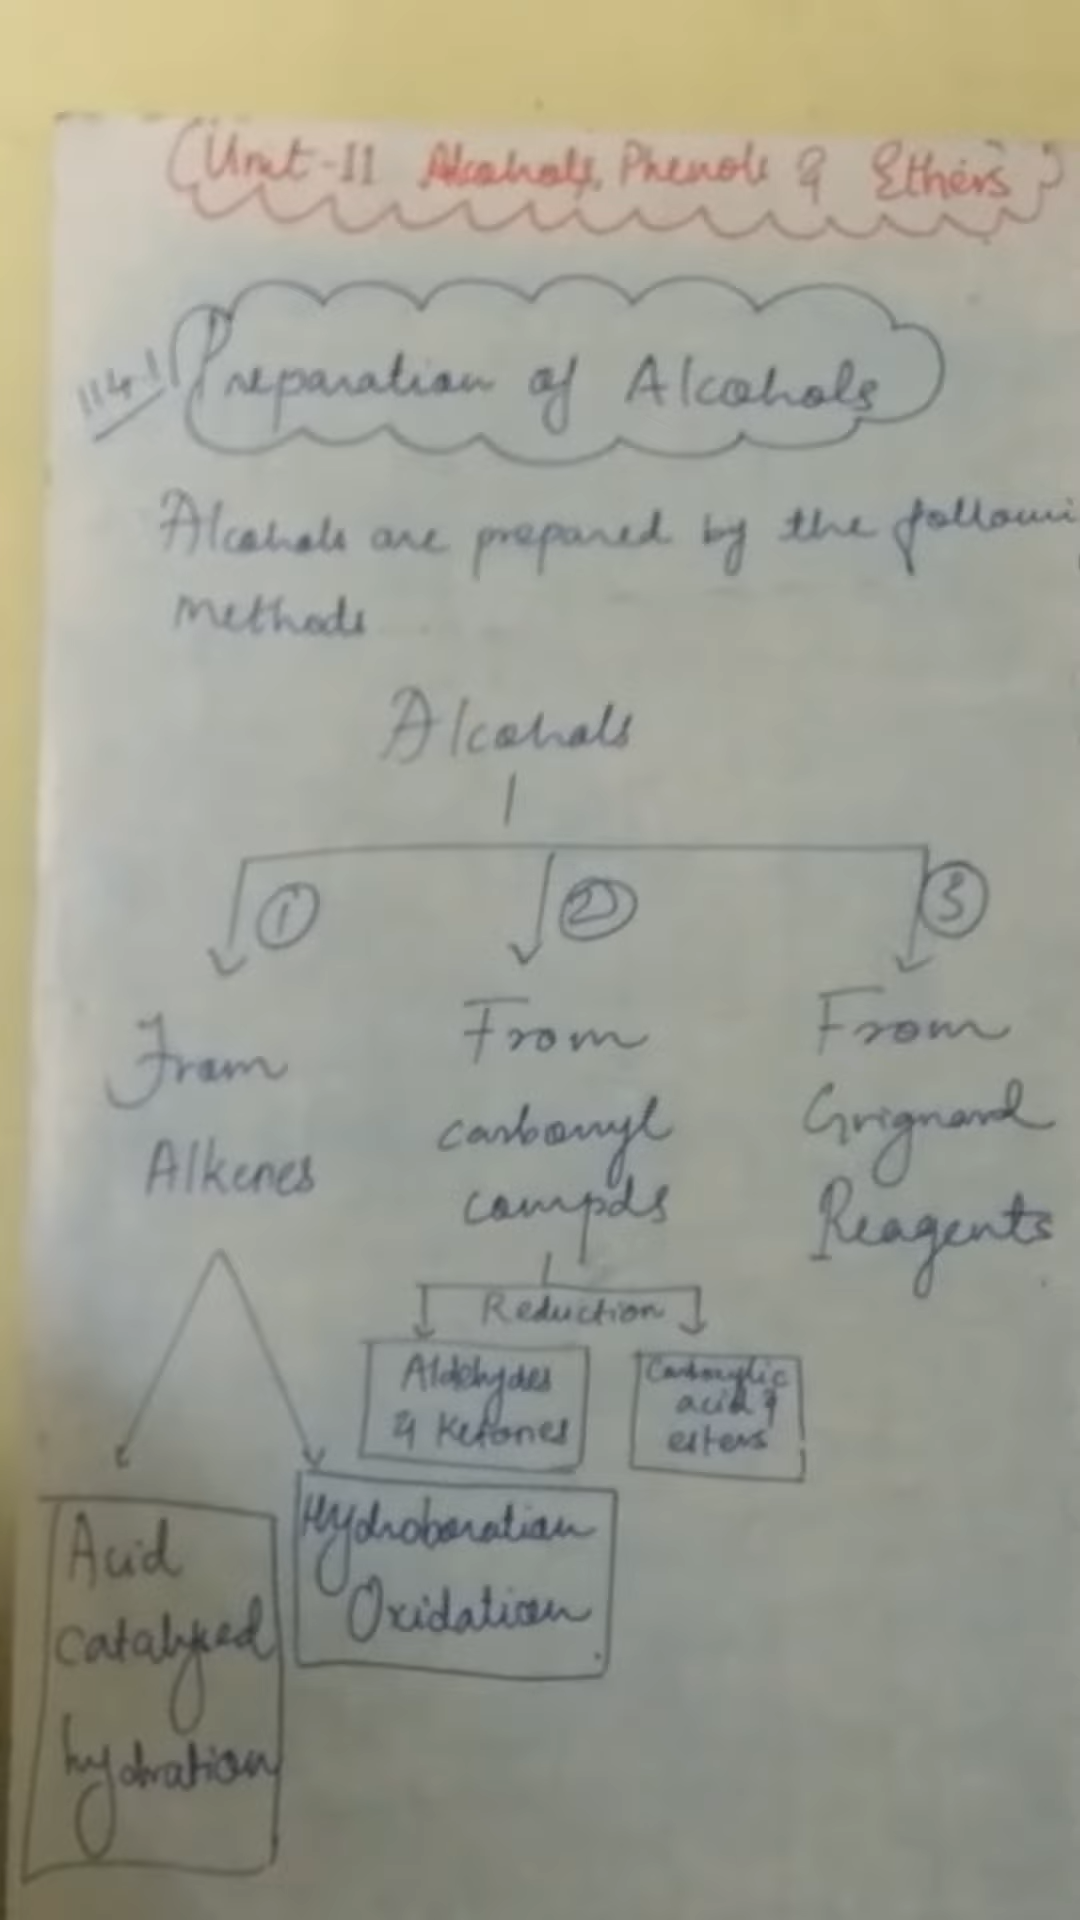 Unit-11 Alcohols, Phenols & Ethers
11.4.1 Preparation of Alcohols
Alcohols are prepared by the followi
methods
Alcohols
1 2 3
From
Alkenes
From
carbonyl
compds
From
Grignard
Reagents
Reduction
Aldehydes
& Ketones
Carboxylic
acid &
esters
Acid
catalysed
hydration
Hydroboration
Oxidation